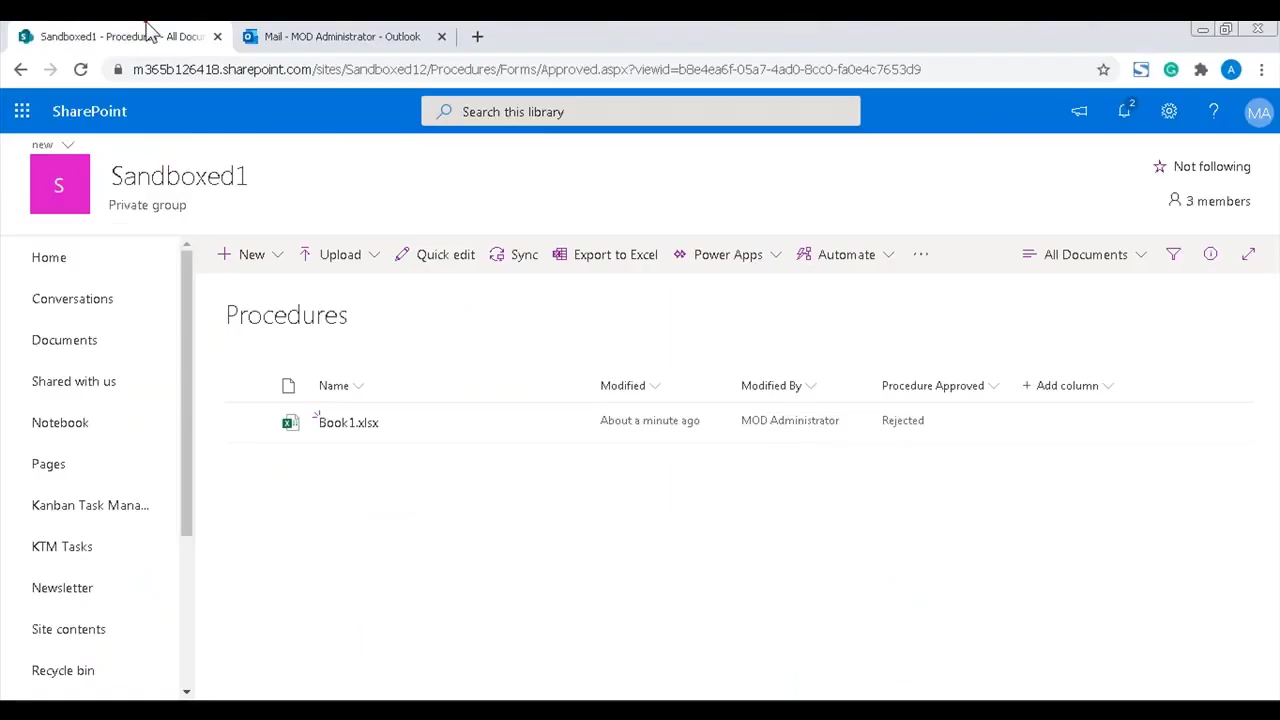 Sandboxed1 - Procedu - All Docu
Mail - MOD Administrator - Outlook
m365b126418.sharepoint.com/sites/Sandboxed12/Procedures/Forms/Approved.aspx?viewid=b8e4ea6f-05a7-4ad0-8cc0-fa0e4c7653d9
A
SharePoint
Search this library
2
?
MA
new
S
Sandboxed1
Private group
Not following
3 members
Home
Conversations
Documents
Shared with us
Notebook
Pages
Kanban Task Mana...
KTM Tasks
Newsletter
Site contents
Recycle bin
New
Upload
Quick edit
Sync
Export to Excel
Power Apps
Automate
...
All Documents
Procedures
Name
Modified
Modified By
Procedure Approved
+ Add column
Book1.xlsx
About a minute ago
MOD Administrator
Rejected